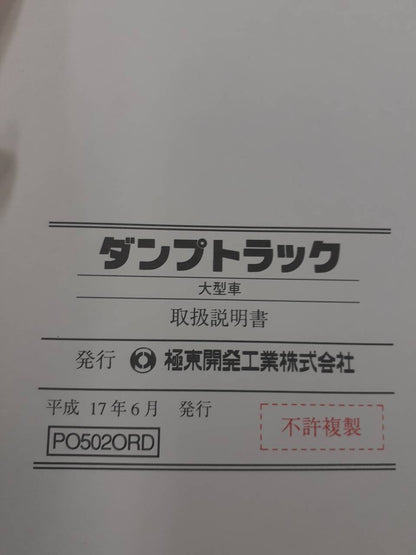 ダンプトラック
大型車
取扱説明書
発行 極東開発工業株式会社
平成 17年6月 発行
不許複製
PO502ORD